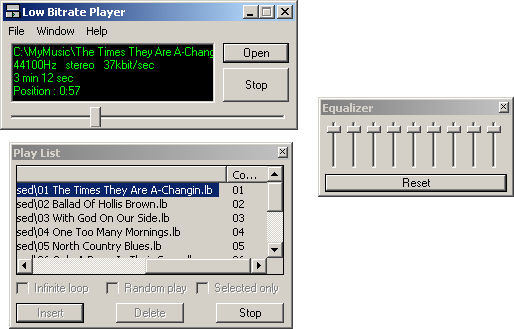 Low Bitrate Player
File Window Help
C:\MyMusic\The Times They Are A-Chang
44100Hz stereo 37kbit/sec
3 min 12 sec
Position : 0:57
Open
Stop
Equalizer
Reset
Play List
Co...
sed\01 The Times They Are A-Changin.lb 01
sed\02 Ballad Of Hollis Brown.lb 02
sed\03 With God On Our Side.lb 03
sed\04 One Too Many Mornings.lb 04
sed\05 North Country Blues.lb 05
Infinite loop Random play Selected only
Insert Delete Stop